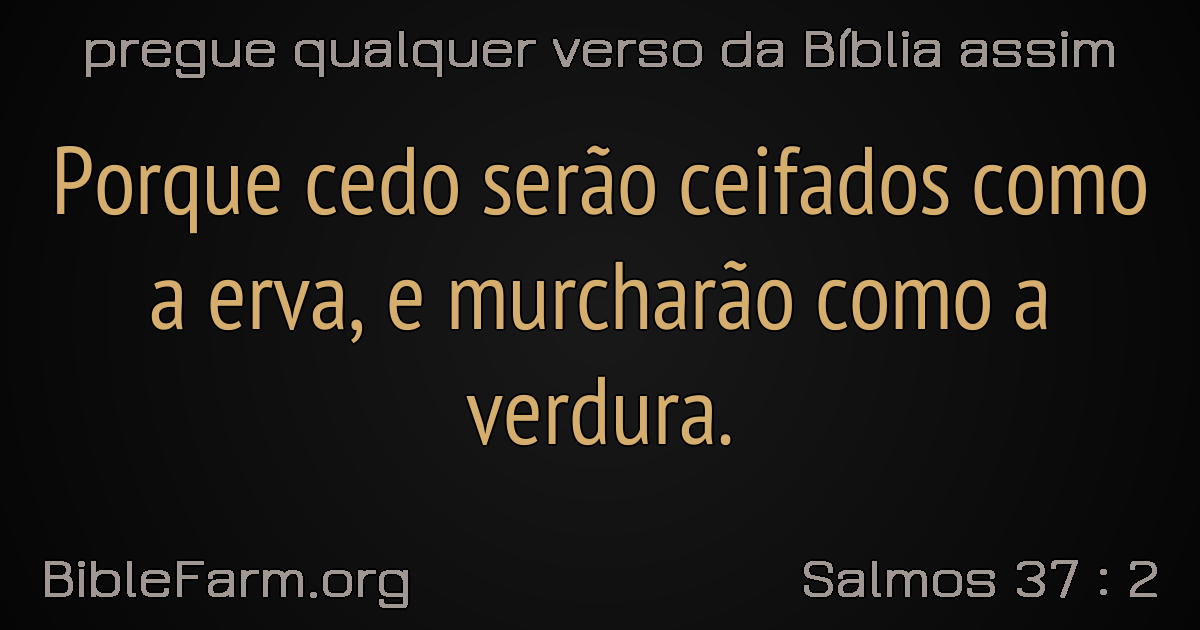 pregue qualquer verso da Bíblia assim
Porque cedo serão ceifados como
a erva, e murcharão como a
verdura.
BibleFarm.org
Salmos 37 : 2